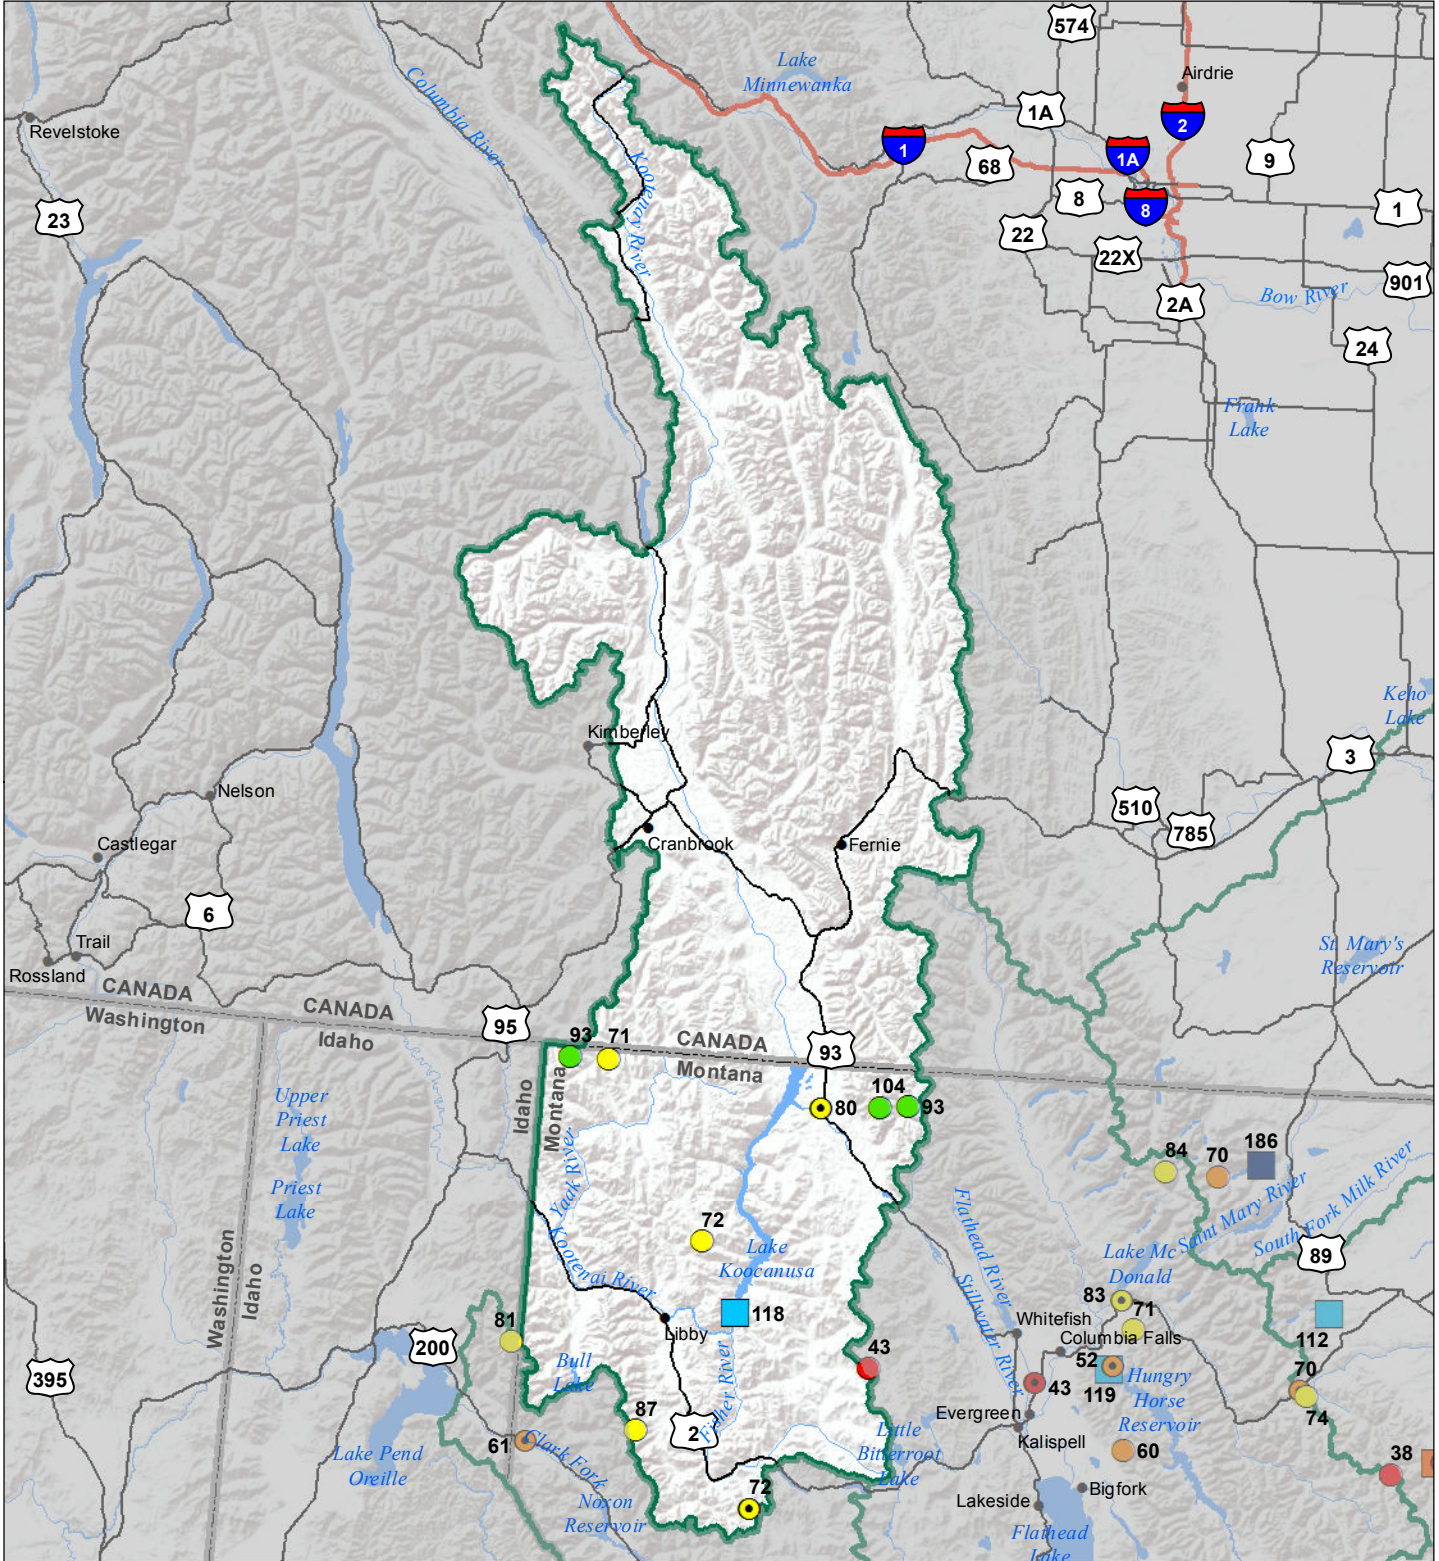 574
Lake
Minnewanka
Airdrie
Columbia River
1A
2
Revelstoke
1
68
1A
9
Kootenay River
8
8
1
23
22
22X
901
Bow River
2A
24
Frank
Lake
Keho
Lake
Kimberley
3
Nelson
510
785
Castlegar
Cranbrook
Fernie
6
Trail
Rossland
St. Mary's
Reservoir
CANADA
Washington
CANADA
Idaho
95
93
71
CANADA
Montana
93
Idaho
Montana
104
80
93
Upper
Priest
Lake
Priest
Lake
Yaak River
84
70
186
Saint Mary River
South Fork Milk River
89
Flathead River
Stillwater River
Lake Mc
Donald
72
Lake
Koocanusa
Kootenai River
Washington
Idaho
118
83
71
81
Libby
Whitefish
Columbia Falls
112
200
Bull
Lake
43
52
119
Hungry
Horse
Reservoir
43
70
74
395
Fisher River
87
2
Evergreen
Kalispell
60
61
Clark Fork
Little
Bitterroot
Lake
38
Lake Pend
Oreille
Noxon
Reservoir
72
Bigfork
Lakeside
Flathead
Lake